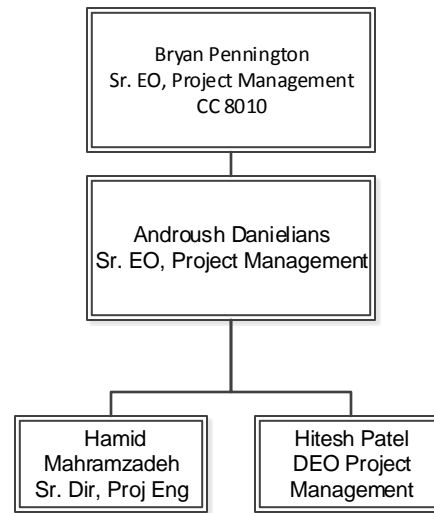 Bryan Pennington
Sr. EO, Project Management
CC 8010
Androush Danielians
Sr. EO, Project Management
Hamid
Mahramzadeh
Sr. Dir, Proj Eng
Hitesh Patel
DEO Project
Management